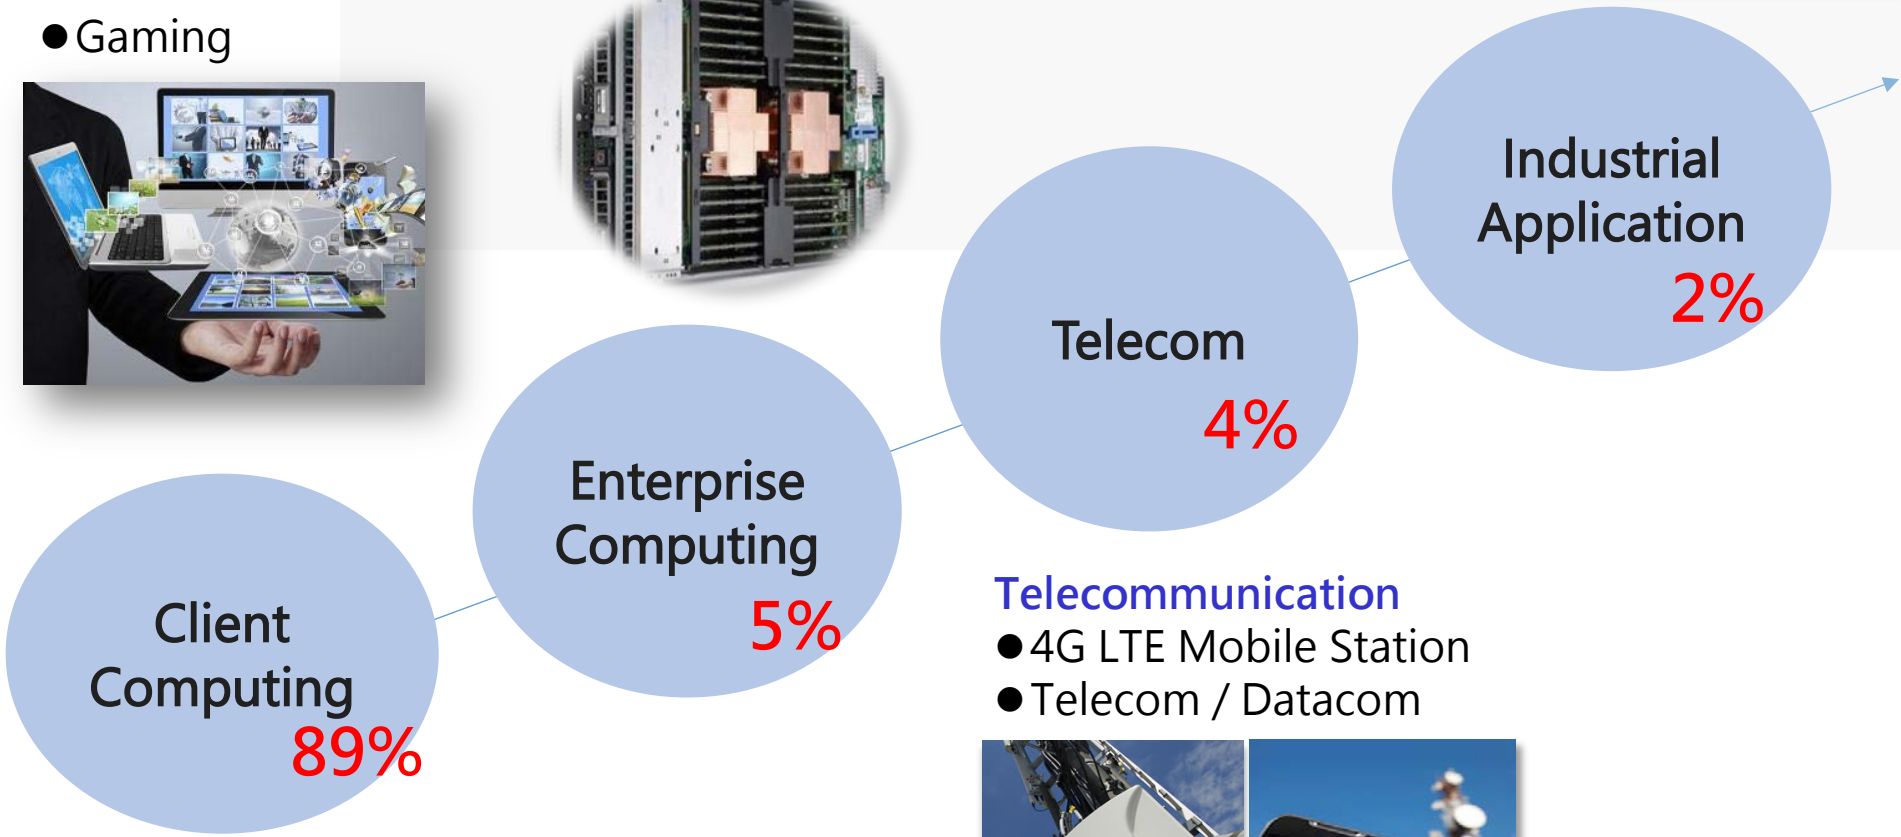 ●Gaming
Industrial
Application
2%
Telecom
4%
Enterprise
Computing
5%
Client
Computing
89%
Telecommunication
●4G LTE Mobile Station
●Telecom / Datacom